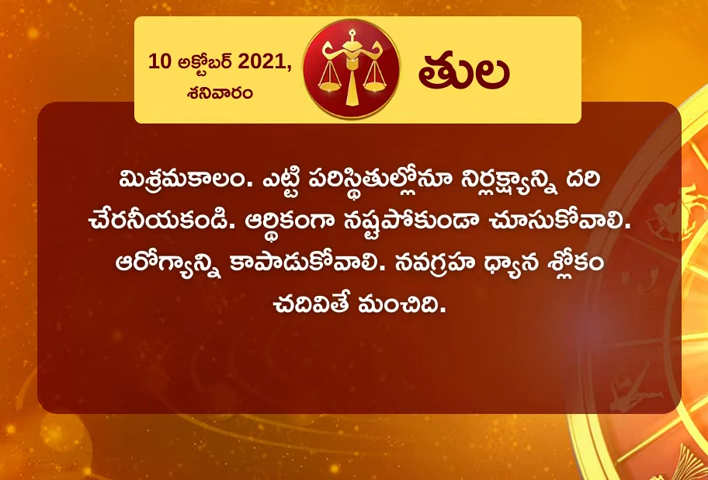 10 అక్టోబర్ 2021,
శనివారం
తుల
మిశ్రమకాలం. ఎట్టి పరిస్థితుల్లోనూ నిర్లక్ష్యాన్ని దరి
చేరనీయకండి. ఆర్థికంగా నష్టపోకుండా చూసుకోవాలి.
ఆరోగ్యాన్ని కాపాడుకోవాలి. నవగ్రహ ధ్యాన శ్లోకం
చదివితే మంచిది.